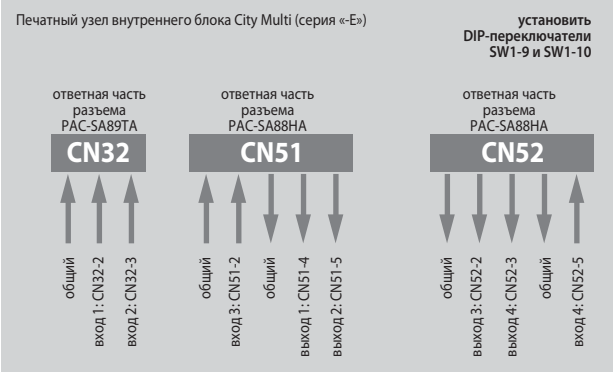 Печатный узел внутреннего блока City Multi (серия «-E»)
установить
DIP-переключатели
SW1-9 и SW1-10
ответная часть
разъема
PAC-SA89TA
CN32
общий
вход 1: CN32-2
вход 2: CN32-3
ответная часть
разъема
PAC-SA88HA
CN51
общий
вход 3: CN51-2
общий
выход 1: CN51-4
выход 2: CN51-5
ответная часть
разъема
PAC-SA88HA
CN52
общий
выход 3: CN52-2
выход 4: CN52-3
общий
вход 4: CN52-5